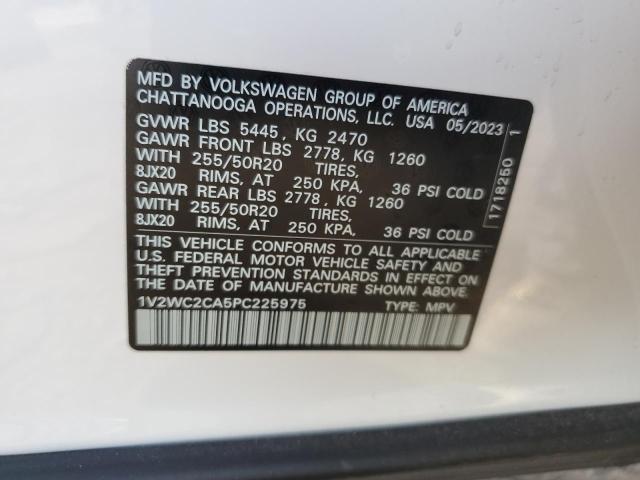 MFD BY VOLKSWAGEN GROUP OF AMERICA
CHATTANOOGA OPERATIONS, LLC. USA 05/2023
GVWR LBS 5445, KG 2470
GAWR FRONT LBS 2778, KG 1260
WITH 255/50R20 TIRES,
8JX20 RIMS, AT 250 KPA, 36 PSI COLD
GAWR REAR LBS 2778, KG 1260
WITH 255/50R20 TIRES,
8JX20 RIMS, AT 250 KPA, 36 PSI COLD
THIS VEHICLE CONFORMS TO ALL APPLICABLE
U.S. FEDERAL MOTOR VEHICLE SAFETY AND
THEFT PREVENTION STANDARDS IN EFFECT ON
THE DATE OF MANUFACTURE SHOWN ABOVE.
1V2WC2CA5PC225975 TYPE: MPV
1718250 1